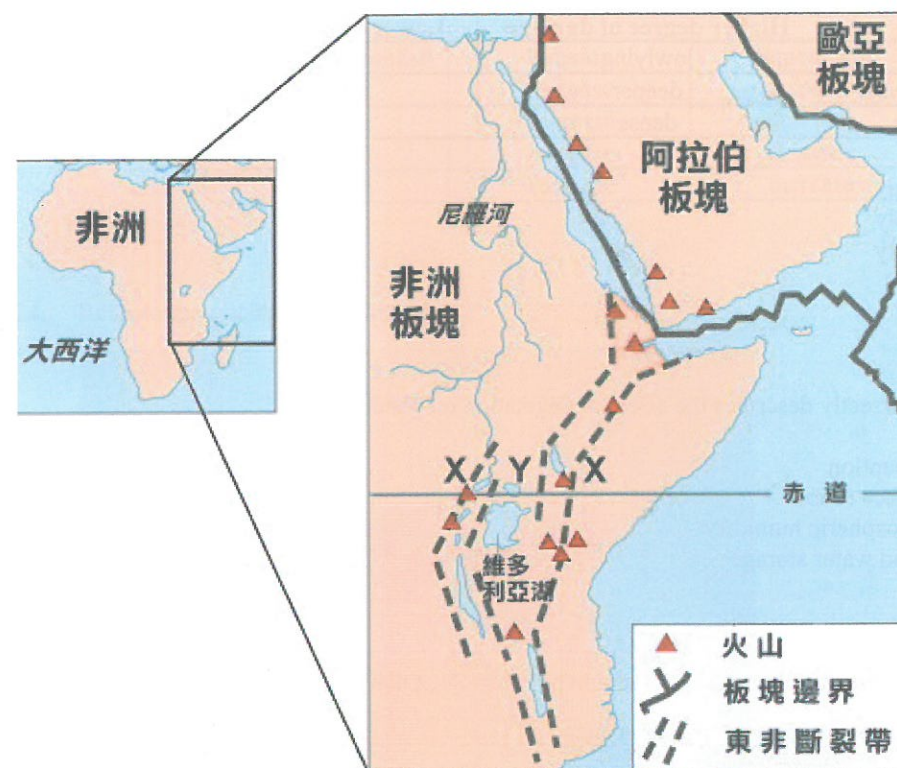 非洲
大西洋
歐亞
板塊
阿拉伯
板塊
尼羅河
非洲
板塊
X Y X
赤道
維多
利亞湖
火山
板塊邊界
東非斷裂帶